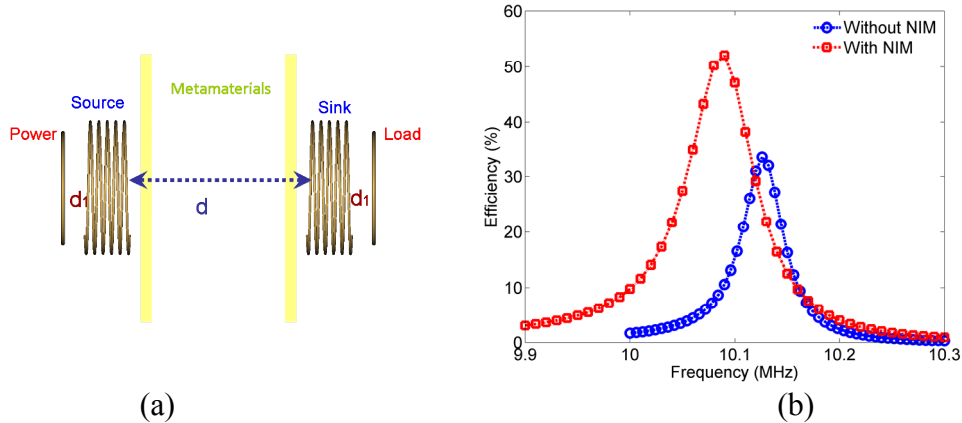 Metamaterials
Source
Sink
Power
Load
d1
d
d1
(a)
Efficiency (%)
60
50
40
30
20
10
0
9.9
10
10.1
10.2
10.3
Frequency (MHz)
Without NIM
With NIM
(b)